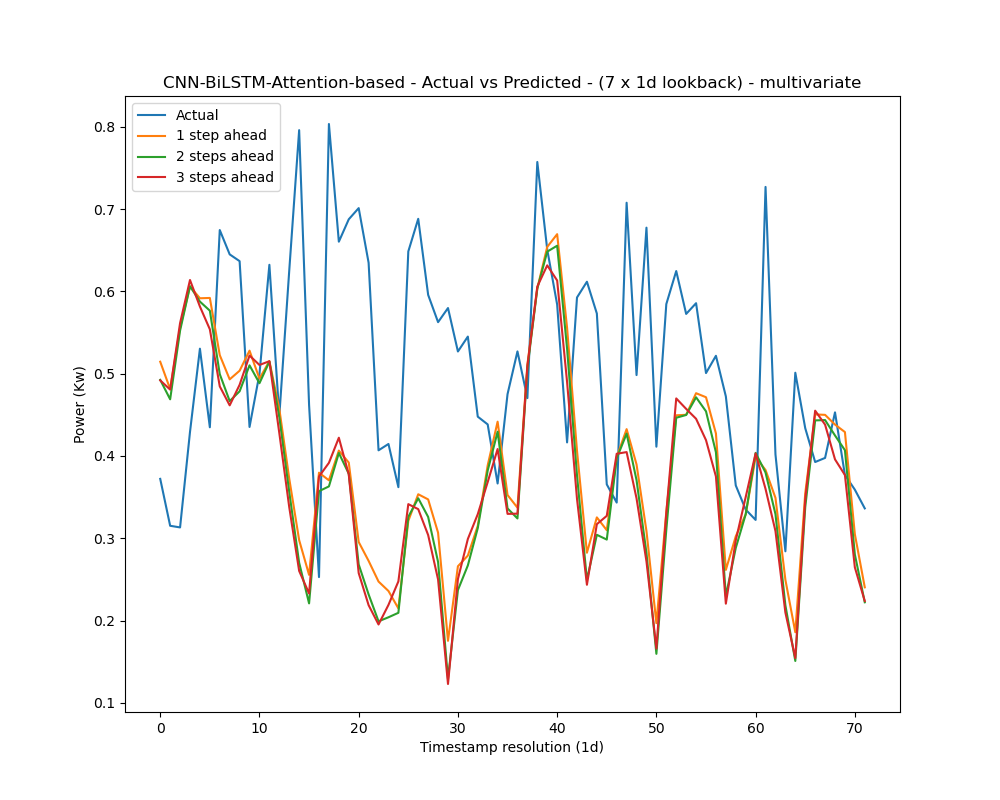 CNN-BiLSTM-Attention-based - Actual vs Predicted - (7 x 1d lookback) - multivariate
Actual
1 step ahead
2 steps ahead
3 steps ahead
0.8
0.7
0.6
0.5
0.4
0.3
0.2
0.1
Power (Kw)
0 10 20 30 40 50 60 70
Timestamp resolution (1d)